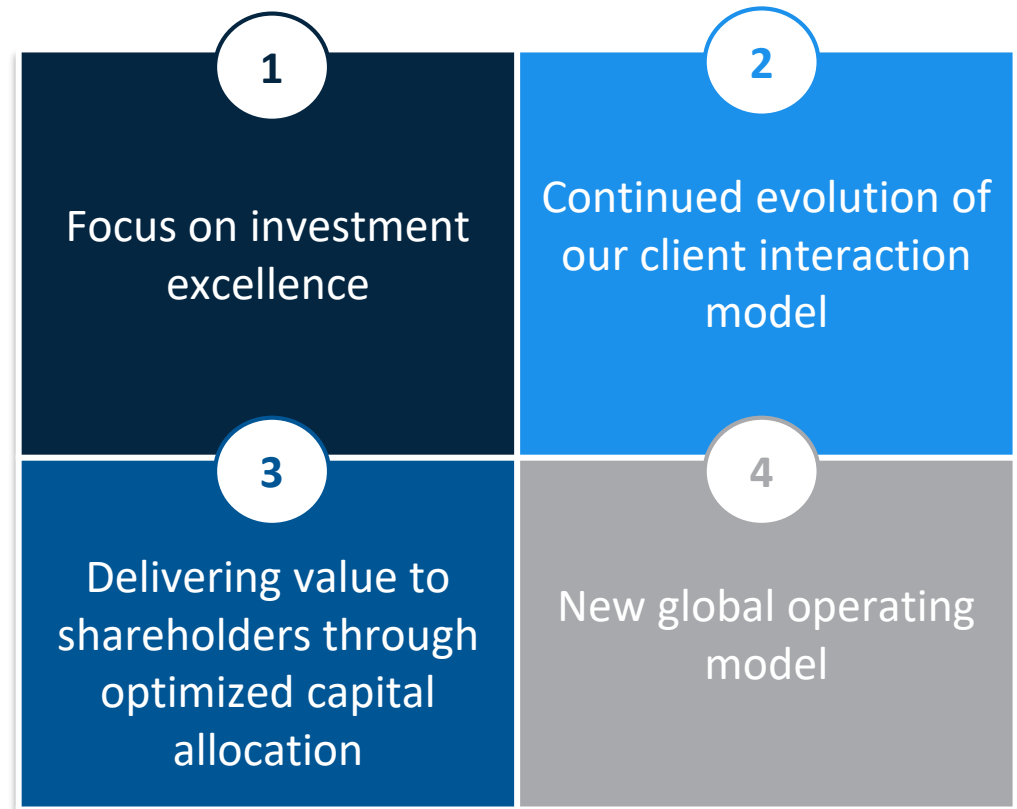 1
Focus on investment
excellence
2
Continued evolution of
our client interaction
model
3
Delivering value to
shareholders through
optimized capital
allocation
4
New global operating
model